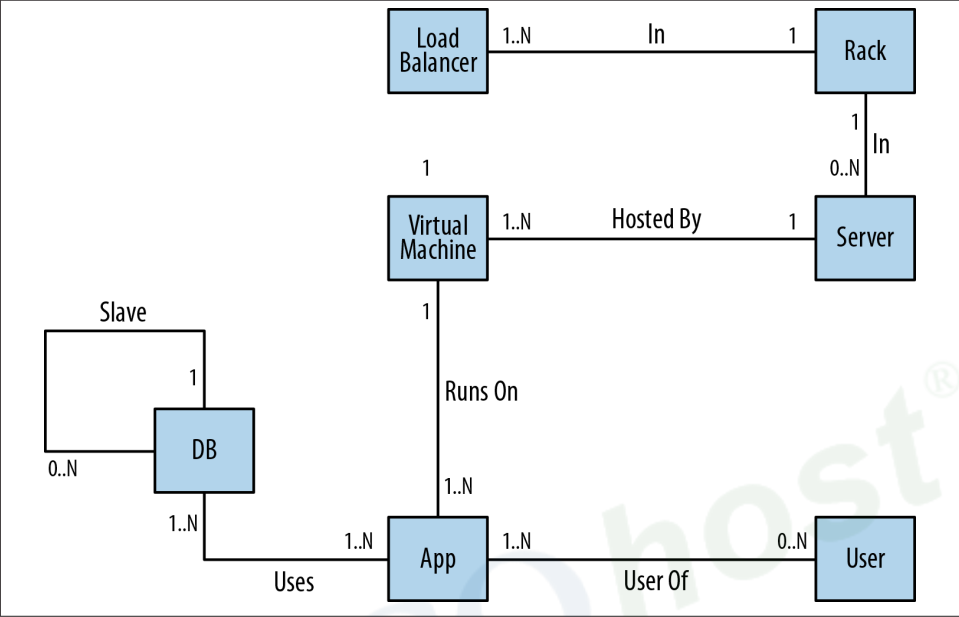 Load
Balancer
1..N
In
1
Rack
1
In
0..N
1
Virtual
Machine
1..N
Hosted By
1
Server
Slave
1
1
Runs On
DB
0..N
1..N
1..N
1..N
App
1..N
0..N
User
Uses
User Of
host®